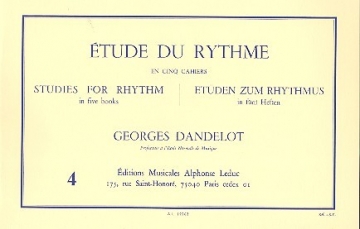 ÉTUDE DU RYTHME
EN CINQ CAHIERS
STUDIES FOR RHYTHM
in five books
ETUDEN ZUM RHYTHMUS
in fünf Heften
GEORGES DANDELOT
Professeur à l'École Normale de Musique
4
Éditions Musicales Alphonse Leduc
175, rue Saint-Honoré, 75040 Paris cedex 01